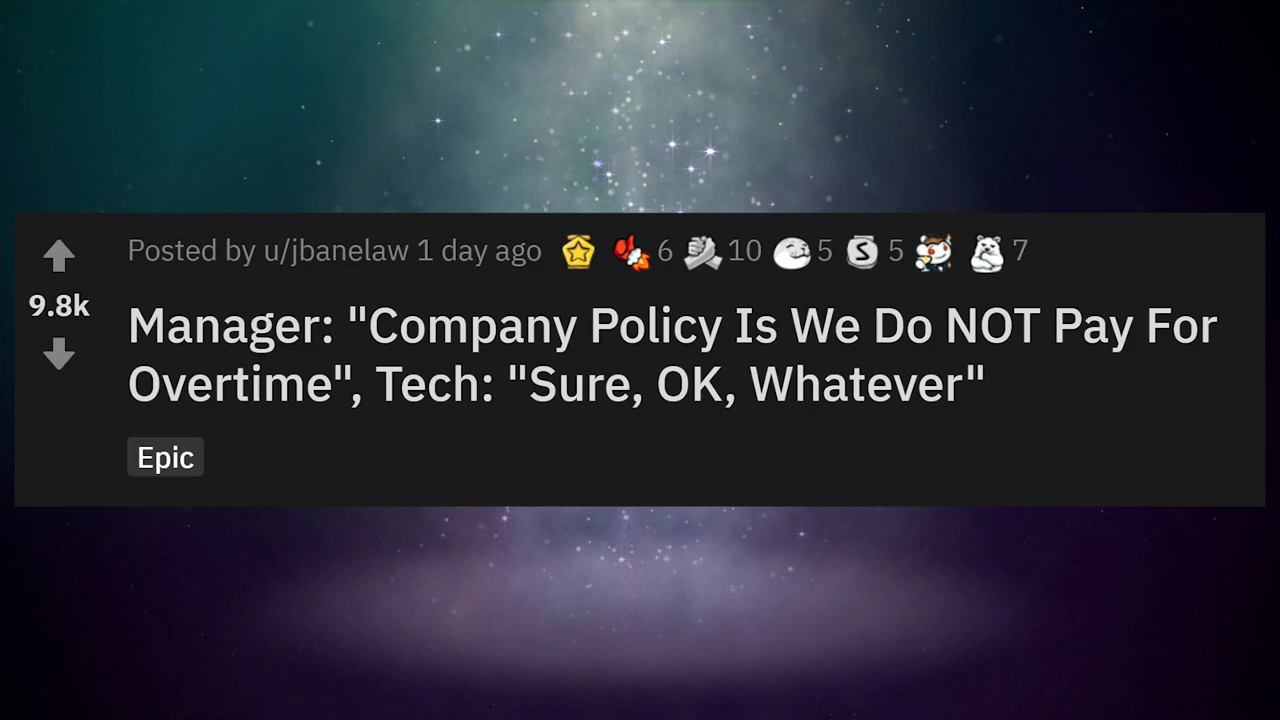 Posted by u/jbanelaw 1 day ago 6 10 5 S 5 7
9.8k
Manager: "Company Policy Is We Do NOT Pay For
Overtime", Tech: "Sure, OK, Whatever"
Epic